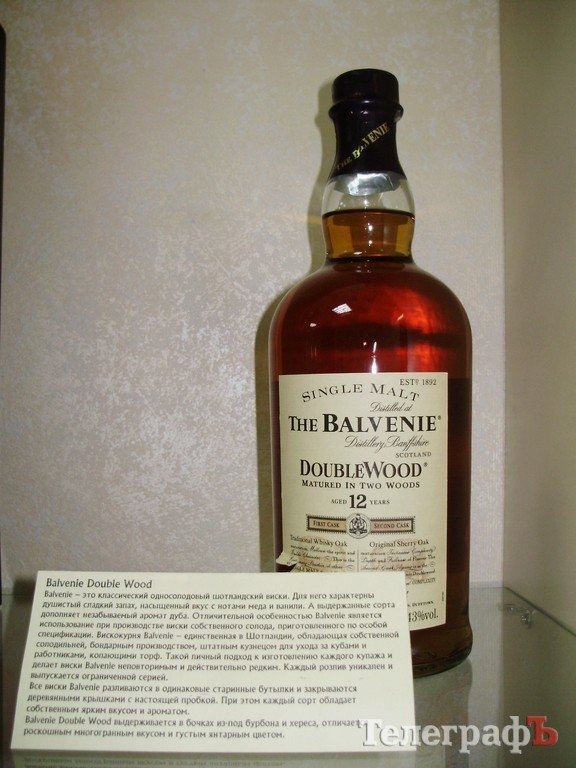 THE BALVENIE
ESTD 1892
SINGLE MALT
Distilled at
THE BALVENIE®
Distillery, Banffshire
SCOTLAND
DOUBLEWOOD®
MATURED IN TWO WOODS
AGED 12 YEARS
FIRST CASK SECOND CASK
Traditional Whisky Oak Original Sherry Oak
43%vol.
Balvenie Double Wood
Balvenie – это классический односолодовый шотландский виски. Для него характерны
душистый сладкий запах, насыщенный вкус с нотами меда и ванили. А выдержанные сорта
дополняет незабываемый аромат дуба. Отличительной особенностью Balvenie является
использование при производстве виски собственного солода, приготовленного по особой
спецификации. Вискокурня Balvenie – единственная в Шотландии, обладающая собственной
солодильней, бондарным производством, штатным кузнецом для ухода за кубами и
работниками, копающими торф. Такой личный подход к изготовлению каждого купажа и
делает виски Balvenie неповторимым и действительно редким. Каждый розлив уникален и
выпускается ограниченной серией.
Все виски Balvenie разливаются в одинаковые старинные бутылки и закрываются
деревянными крышками с настоящей пробкой. При этом каждый сорт обладает
собственным ярким вкусом и ароматом.
Balvenie Double Wood выдерживается в бочках из-под бурбона и хереса, отличается
роскошным многогранным вкусом и густым янтарным цветом.
ТелеграфЪ